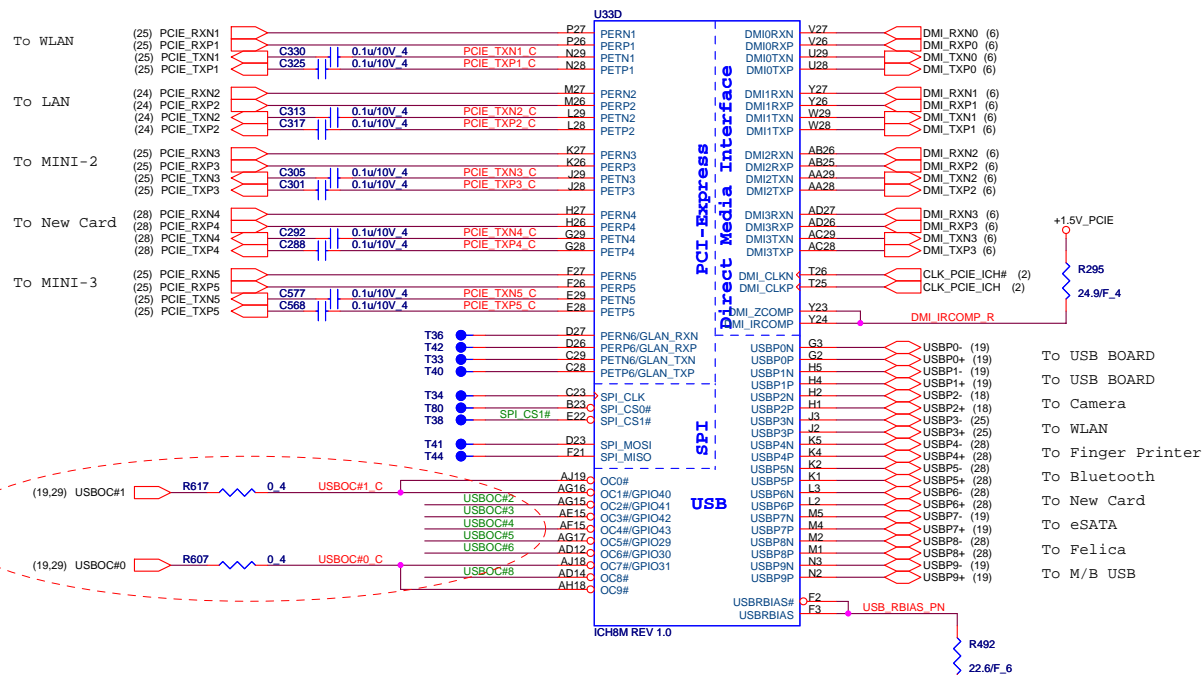 U33D
To WLAN
(25) PCIE_RXN1 P27 PERN1
(25) PCIE_RXP1 P26 PERP1
(25) PCIE_TXN1 C330 0.1u/10V_4 PCIE_TXN1_C N29 PETN1
(25) PCIE_TXP1 C325 0.1u/10V_4 PCIE_TXP1_C N28 PETP1
To LAN
(24) PCIE_RXN2 M27 PERN2
(24) PCIE_RXP2 M26 PERP2
(24) PCIE_TXN2 C313 0.1u/10V_4 PCIE_TXN2_C L29 PETN2
(24) PCIE_TXP2 C317 0.1u/10V_4 PCIE_TXP2_C L28 PETP2
To MINI-2
(25) PCIE_RXN3 K27 PERN3
(25) PCIE_RXP3 K26 PERP3
(25) PCIE_TXN3 C305 0.1u/10V_4 PCIE_TXN3_C J29 PETN3
(25) PCIE_TXP3 C301 0.1u/10V_4 PCIE_TXP3_C J28 PETP3
To New Card
(28) PCIE_RXN4 H27 PERN4
(28) PCIE_RXP4 H26 PERP4
(28) PCIE_TXN4 C292 0.1u/10V_4 PCIE_TXN4_C G29 PETN4
(28) PCIE_TXP4 C288 0.1u/10V_4 PCIE_TXP4_C G28 PETP4
To MINI-3
(25) PCIE_RXN5 F27 PERN5
(25) PCIE_RXP5 F26 PERP5
(25) PCIE_TXN5 C577 0.1u/10V_4 PCIE_TXN5_C E29 PETN5
(25) PCIE_TXP5 C568 0.1u/10V_4 PCIE_TXP5_C E28 PETP5
T36 D27 PERN6/GLAN_RXN
T42 D26 PERP6/GLAN_RXP
T33 C29 PETN6/GLAN_TXN
T40 C28 PETP6/GLAN_TXP
T34 C23 SPI_CLK
T80 B23 SPI_CS0#
T38 SPI_CS1# E22 SPI_CS1#
T41 D23 SPI_MOSI
T44 F21 SPI_MISO
AJ19 OC0#
(19,29) USBOC#1 R617 0_4 USBOC#1_C AG16 OC1#/GPIO40
USBOC#2 AG15 OC2#/GPIO41
USBOC#3 AE15 OC3#/GPIO42
USBOC#4 AF15 OC4#/GPIO43
USBOC#5 AG17 OC5#/GPIO29
USBOC#6 AD12 OC6#/GPIO30
(19,29) USBOC#0 R607 0_4 USBOC#0_C AJ18 OC7#/GPIO31
USBOC#8 AD14 OC8#
AH18 OC9#
PCI-Express
Direct Media Interface
SPI
USB
DMI0RXN V27 DMI_RXN0 (6)
DMI0RXP V26 DMI_RXP0 (6)
DMI0TXN U29 DMI_TXN0 (6)
DMI0TXP U28 DMI_TXP0 (6)
DMI1RXN Y27 DMI_RXN1 (6)
DMI1RXP Y26 DMI_RXP1 (6)
DMI1TXN W29 DMI_TXN1 (6)
DMI1TXP W28 DMI_TXP1 (6)
DMI2RXN AB26 DMI_RXN2 (6)
DMI2RXP AB25 DMI_RXP2 (6)
DMI2TXN AA29 DMI_TXN2 (6)
DMI2TXP AA28 DMI_TXP2 (6)
DMI3RXN AD27 DMI_RXN3 (6)
DMI3RXP AD26 DMI_RXP3 (6)
DMI3TXN AC29 DMI_TXN3 (6)
DMI3TXP AC28 DMI_TXP3 (6)
DMI_CLKN T26 CLK_PCIE_ICH# (2)
DMI_CLKP T25 CLK_PCIE_ICH (2)
DMI_ZCOMP Y23
DMI_IRCOMP Y24 DMI_IRCOMP_R
+1.5V_PCIE
R295
24.9/F_4
USBP0N G3 USBP0- (19)
USBP0P G2 USBP0+ (19) To USB BOARD
USBP1N H5 USBP1- (19)
USBP1P H4 USBP1+ (19) To USB BOARD
USBP2N H2 USBP2- (18)
USBP2P H1 USBP2+ (18) To Camera
USBP3N J3 USBP3- (25)
USBP3P J2 USBP3+ (25) To WLAN
USBP4N K5 USBP4- (28)
USBP4P K4 USBP4+ (28) To Finger Printer
USBP5N K2 USBP5- (28)
USBP5P K1 USBP5+ (28) To Bluetooth
USBP6N L3 USBP6- (28)
USBP6P L2 USBP6+ (28) To New Card
USBP7N M5 USBP7- (19)
USBP7P M4 USBP7+ (19) To eSATA
USBP8N M2 USBP8- (28)
USBP8P M1 USBP8+ (28) To Felica
USBP9N N3 USBP9- (19)
USBP9P N2 USBP9+ (19) To M/B USB
USBRBIAS# F2
USBRBIAS F3 USB_RBIAS_PN
R492
22.6/F_6
ICH8M REV 1.0